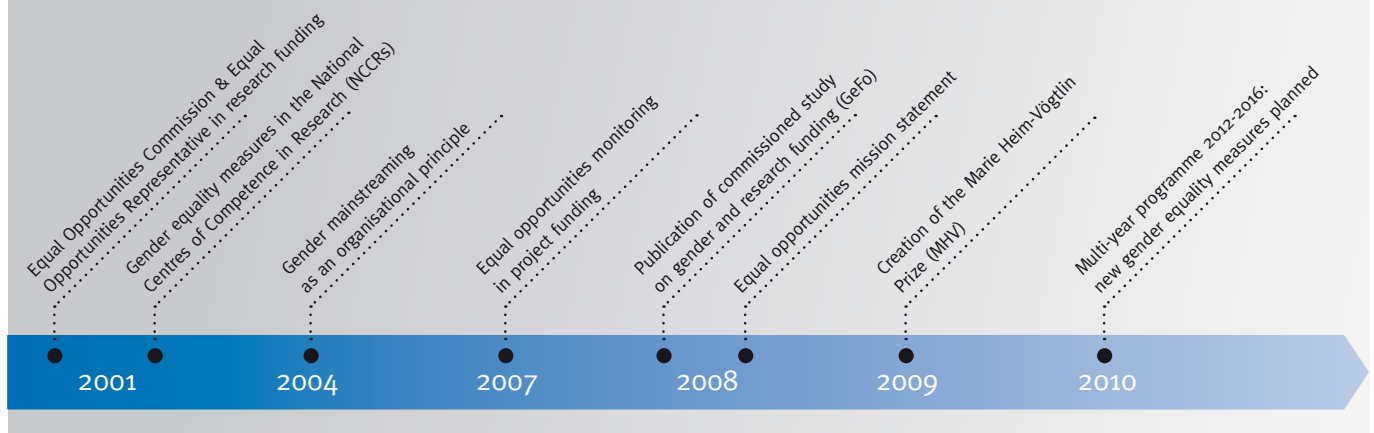 Equal Opportunities Commission & Equal
Opportunities Representative in research funding
Gender equality measures in the National
Centres of Competence in Research (NCCRs)
Gender mainstreaming
as an organisational principle
Equal opportunities monitoring
in project funding
Publication of commissioned study
on gender and research funding (GeFo)
Equal opportunities mission statement
Creation of the Marie Heim-Vögtlin
Prize (MHV)
Multi-year programme 2012-2016:
new gender equality measures planned
2001
2004
2007
2008
2009
2010